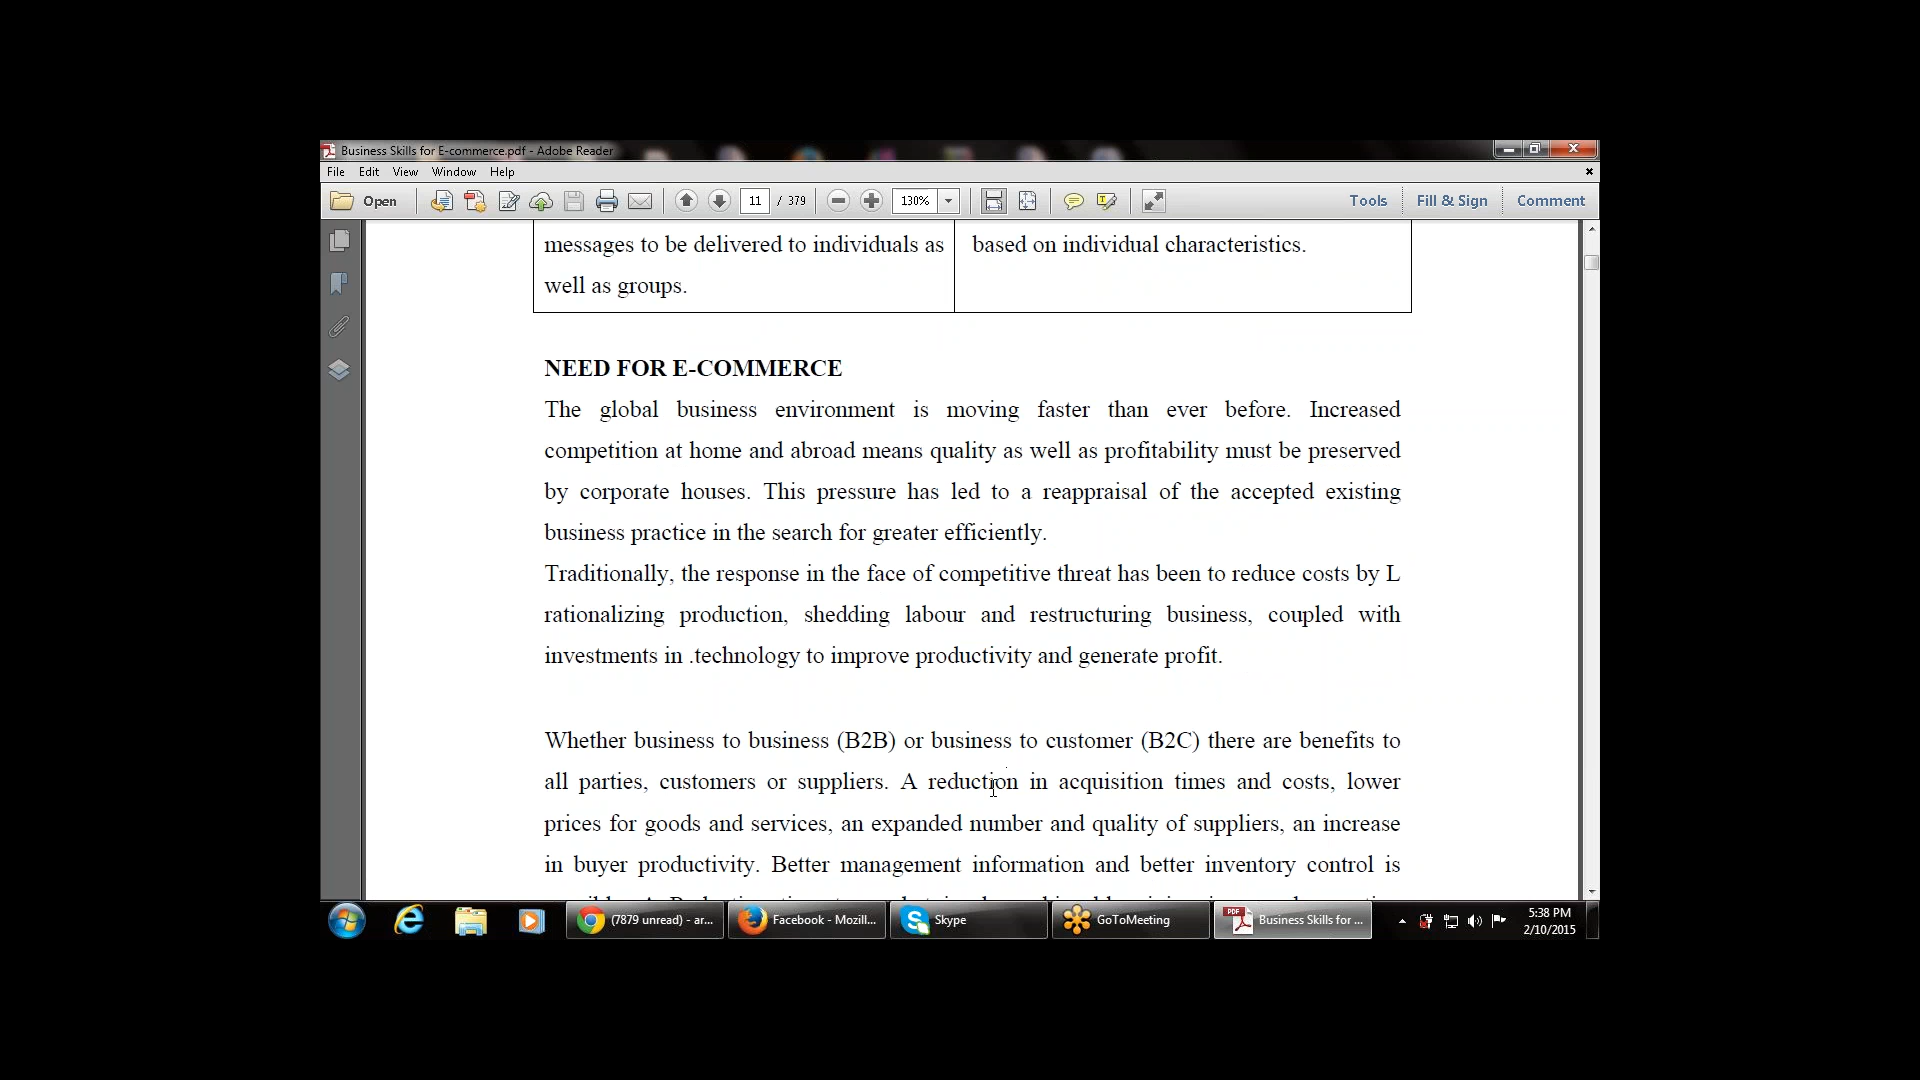 Business Skills for E-commerce.pdf - Adobe Reader
File Edit View Window Help
Open 11 / 379 130% Tools Fill & Sign Comment
messages to be delivered to individuals as
well as groups.
based on individual characteristics.
NEED FOR E-COMMERCE
The global business environment is moving faster than ever before. Increased
competition at home and abroad means quality as well as profitability must be preserved
by corporate houses. This pressure has led to a reappraisal of the accepted existing
business practice in the search for greater efficiently.
Traditionally, the response in the face of competitive threat has been to reduce costs by L
rationalizing production, shedding labour and restructuring business, coupled with
investments in .technology to improve productivity and generate profit.
Whether business to business (B2B) or business to customer (B2C) there are benefits to
all parties, customers or suppliers. A reduction in acquisition times and costs, lower
prices for goods and services, an expanded number and quality of suppliers, an increase
in buyer productivity. Better management information and better inventory control is
(7879 unread) - ar... Facebook - Mozill... Skype GoToMeeting PDF Business Skills for ... 5:38 PM
2/10/2015